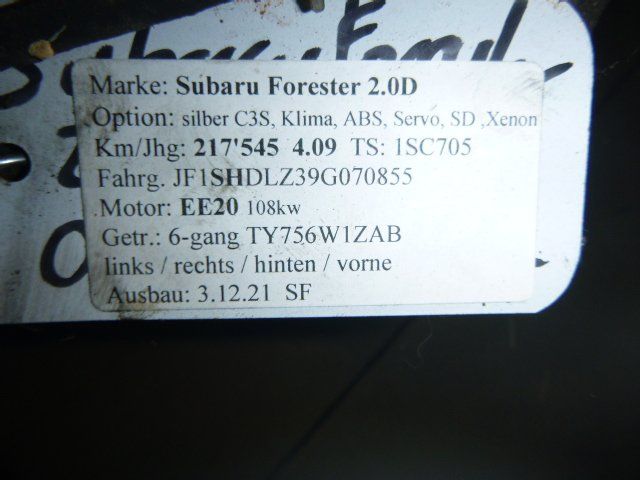 Subaru Forest
Marke: Subaru Forester 2.0D
Option: silber C3S, Klima, ABS, Servo, SD ,Xenon
Km/Jhg: 217'545 4.09 TS: 1SC705
Fahrg. JF1SHDLZ39G070855
Motor: EE20 108kw
Getr.: 6-gang TY756W1ZAB
links / rechts / hinten / vorne
Ausbau: 3.12.21 SF